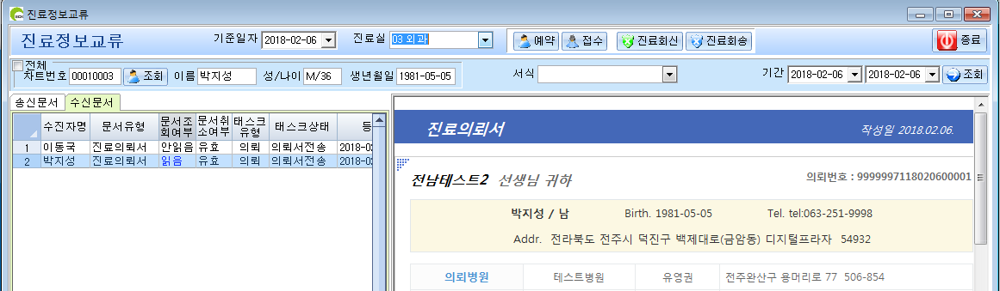 진료정보교류
진료정보교류 기준일자 2018-02-06 진료실 03 외과 예약 접수 진료회신 진료회송 종료
전체
차트번호 00010003 조회 이름 박지성 성/나이 M/36 생년월일 1981-05-05 서식 기간 2018-02-06 2018-02-06 조회
송신문서 수신문서
수진자명 문서유형 문서조회여부 문서취소여부 태스크유형 태스크상태 등
1 이동국 진료의뢰서 안읽음 유효 의뢰 의뢰서전송 2018-02
2 박지성 진료의뢰서 읽음 유효 의뢰 의뢰서전송 2018-02
진료의뢰서 작성일 2018.02.06.
전남테스트2 선생님 귀하 의뢰번호 : 9999997118020600001
박지성 / 남 Birth. 1981-05-05 Tel. tel:063-251-9998
Addr. 전라북도 전주시 덕진구 백제대로(금암동) 디지털프라자 54932
의뢰병원 테스트병원 유영권 전주완산구 용머리로 77 506-854